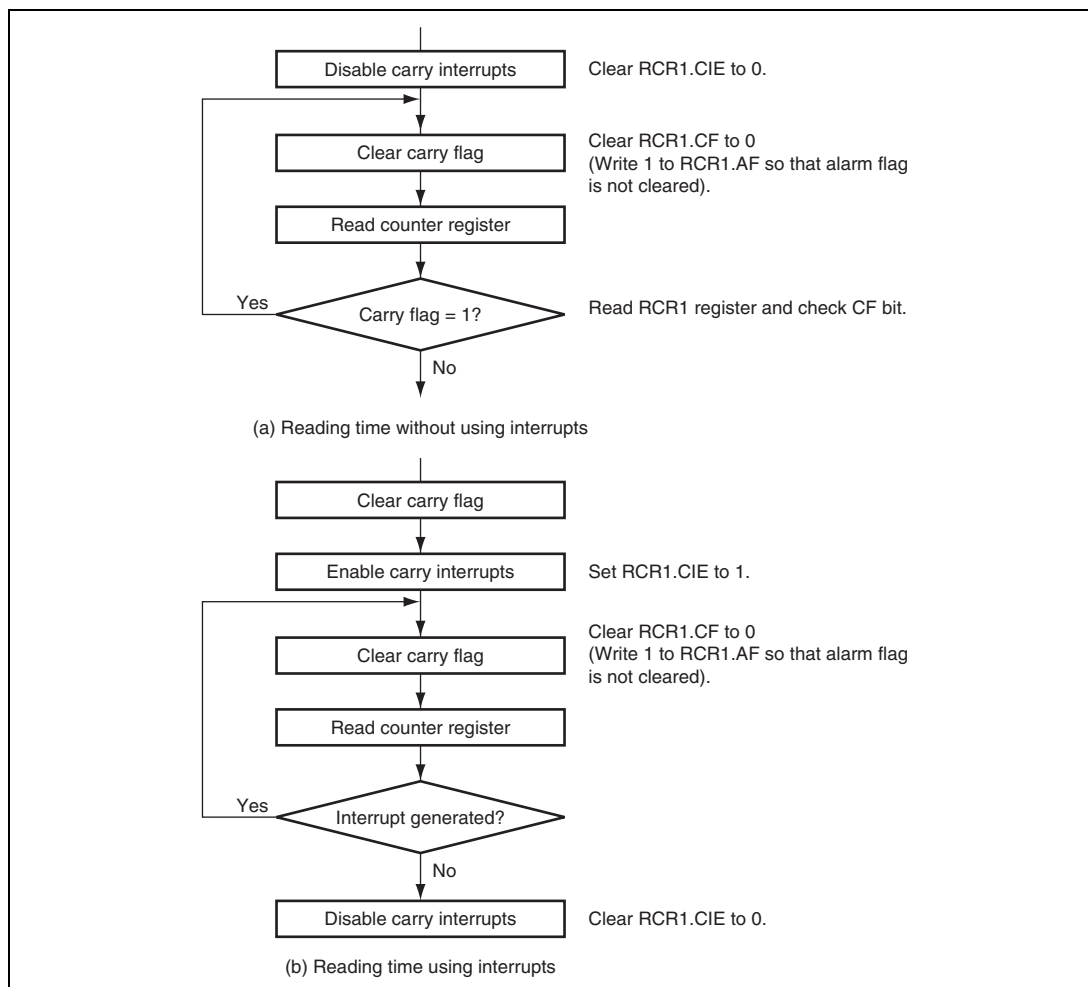 Disable carry interrupts
Clear RCR1.CIE to 0.
Clear carry flag
Clear RCR1.CF to 0
(Write 1 to RCR1.AF so that alarm flag
is not cleared).
Read counter register
Yes
Carry flag = 1?
Read RCR1 register and check CF bit.
No
(a) Reading time without using interrupts
Clear carry flag
Enable carry interrupts
Set RCR1.CIE to 1.
Clear carry flag
Clear RCR1.CF to 0
(Write 1 to RCR1.AF so that alarm flag
is not cleared).
Read counter register
Yes
Interrupt generated?
No
Disable carry interrupts
Clear RCR1.CIE to 0.
(b) Reading time using interrupts